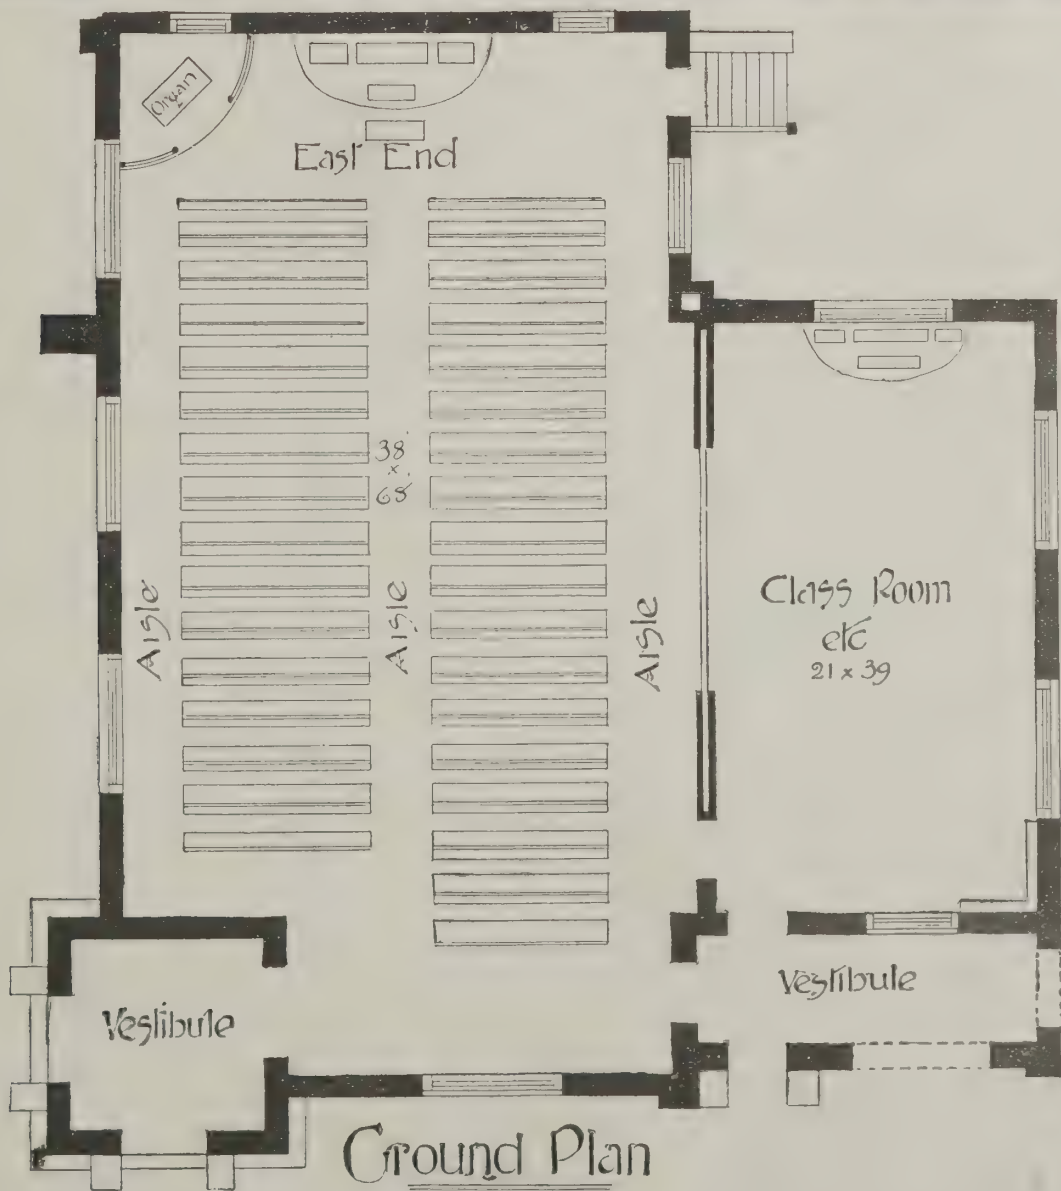 Organ
East End
38'
x
68'
Aisle
Aisle
Aisle
Class Room
etc
21 x 39
Vestibule
Vestibule
Ground Plan